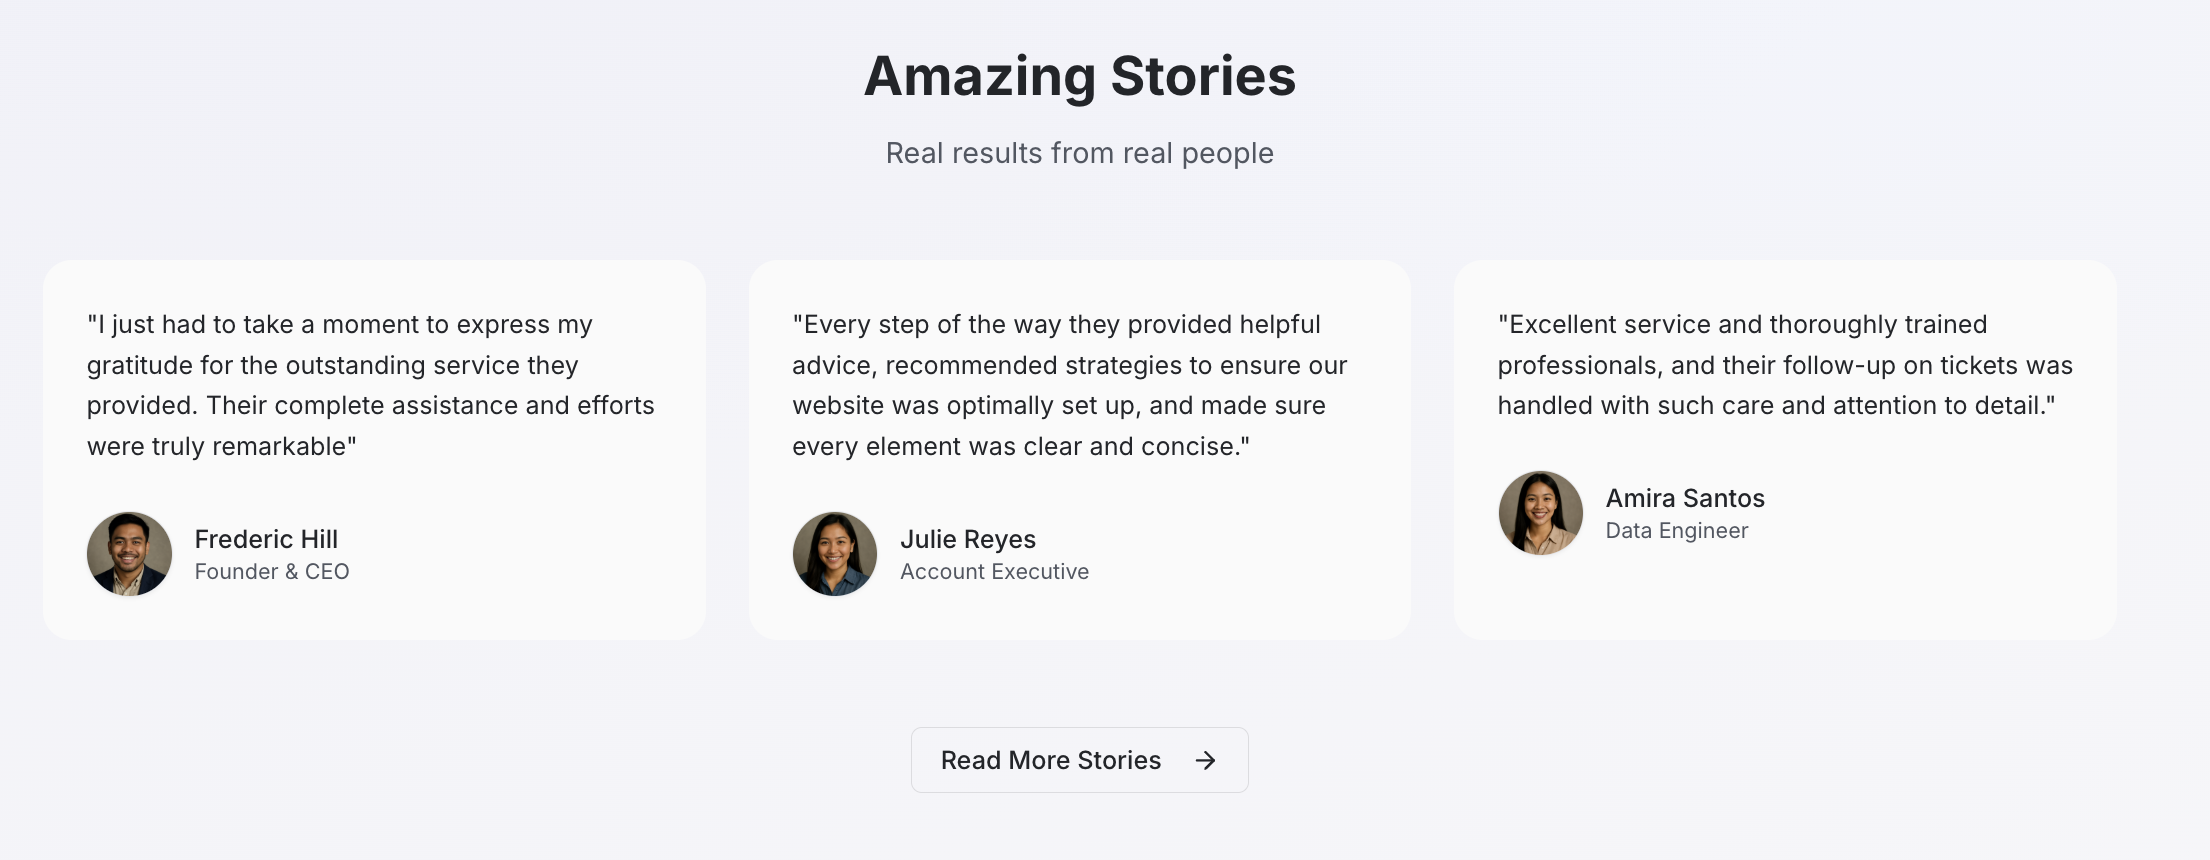 Amazing Stories
Real results from real people
"I just had to take a moment to express my
gratitude for the outstanding service they
provided. Their complete assistance and efforts
were truly remarkable"
Frederic Hill
Founder & CEO
"Every step of the way they provided helpful
advice, recommended strategies to ensure our
website was optimally set up, and made sure
every element was clear and concise."
Julie Reyes
Account Executive
"Excellent service and thoroughly trained
professionals, and their follow-up on tickets was
handled with such care and attention to detail."
Amira Santos
Data Engineer
Read More Stories